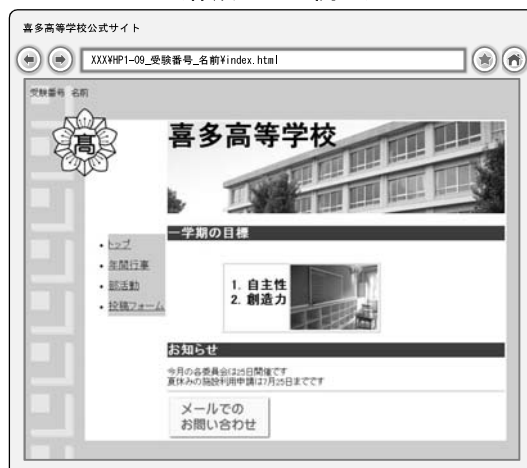 喜多高等学校公式サイト
XXX¥HP1-09_受験番号_名前¥index.html
受験番号 名前
高
喜多高等学校
一学期の目標
・トップ
・年間行事
・部活動
・投稿フォーム
1. 自主性
2. 創造力
お知らせ
今月の各委員会は25日開催です
夏休みの施設利用申請は7月25日までです
メールでの
お問い合わせ